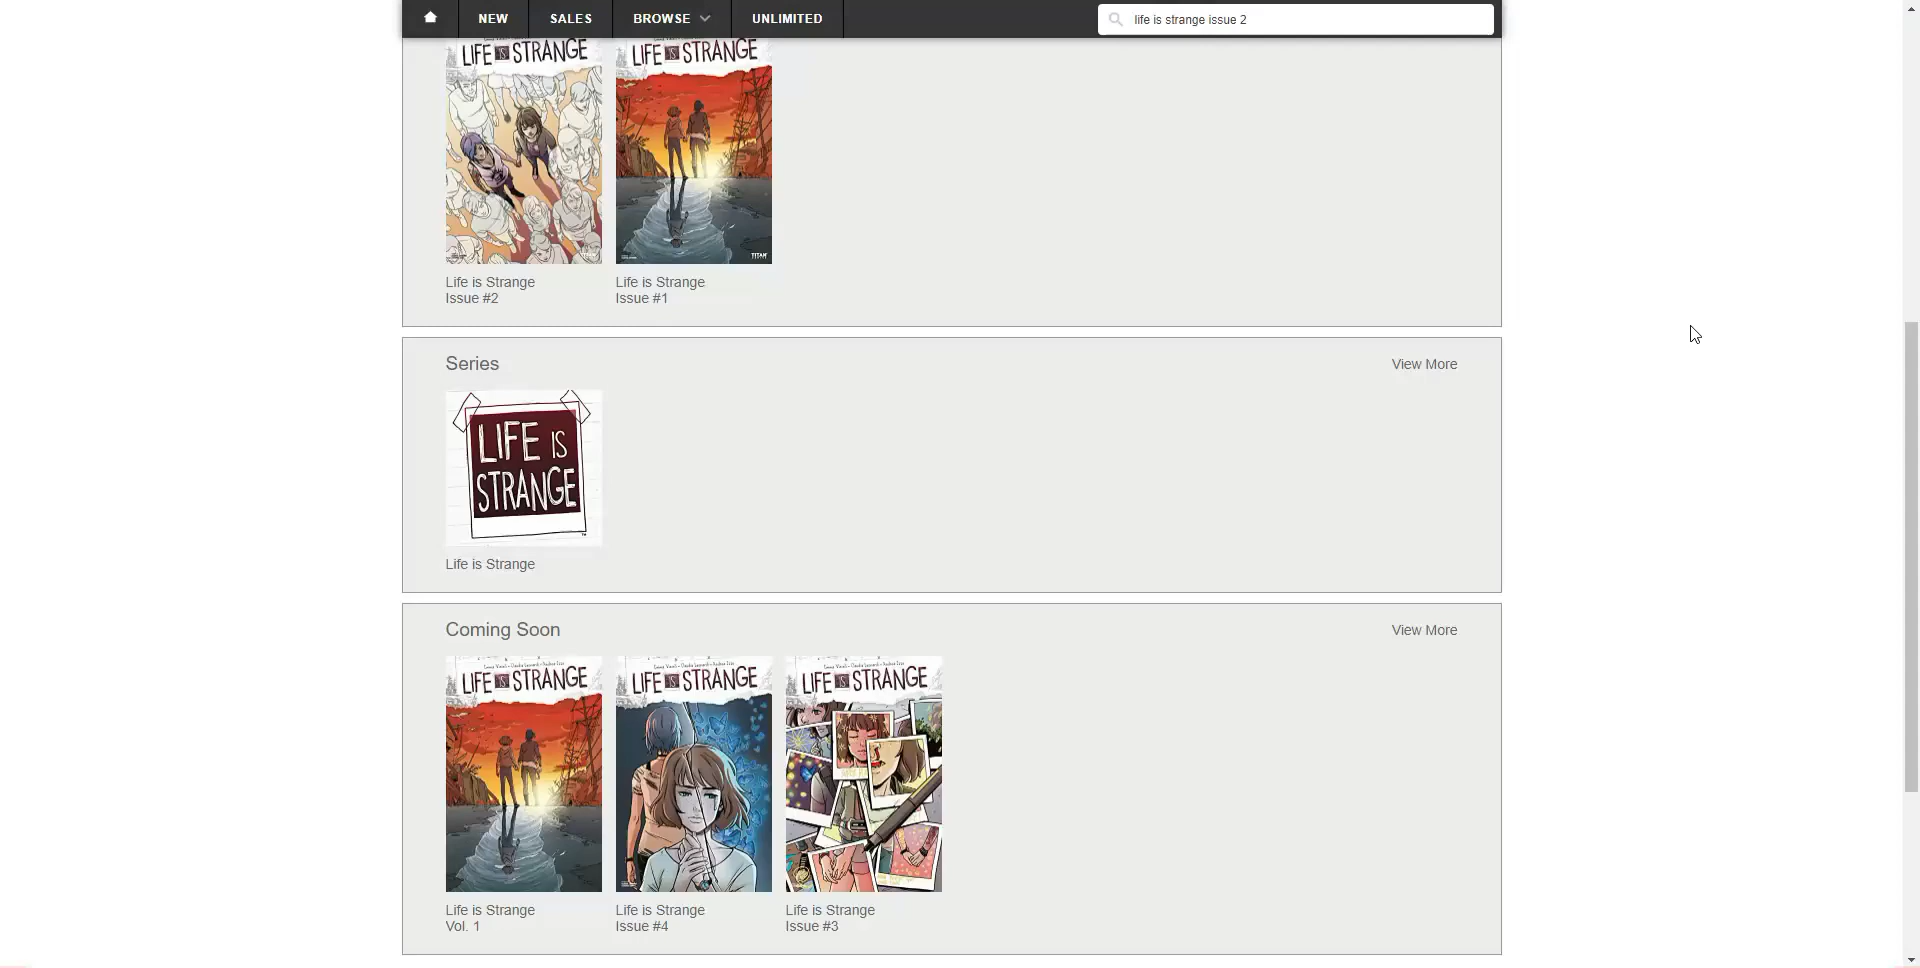 NEW
SALES
BROWSE
UNLIMITED
life is strange issue 2
LIFE IS STRANGE
LIFE IS STRANGE
TITAN
Life is Strange
Issue #2
Life is Strange
Issue #1
Series
View More
LIFE IS
STRANGE
Life is Strange
Coming Soon
View More
LIFE IS STRANGE
LIFE IS STRANGE
LIFE IS STRANGE
Life is Strange
Vol. 1
Life is Strange
Issue #4
Life is Strange
Issue #3